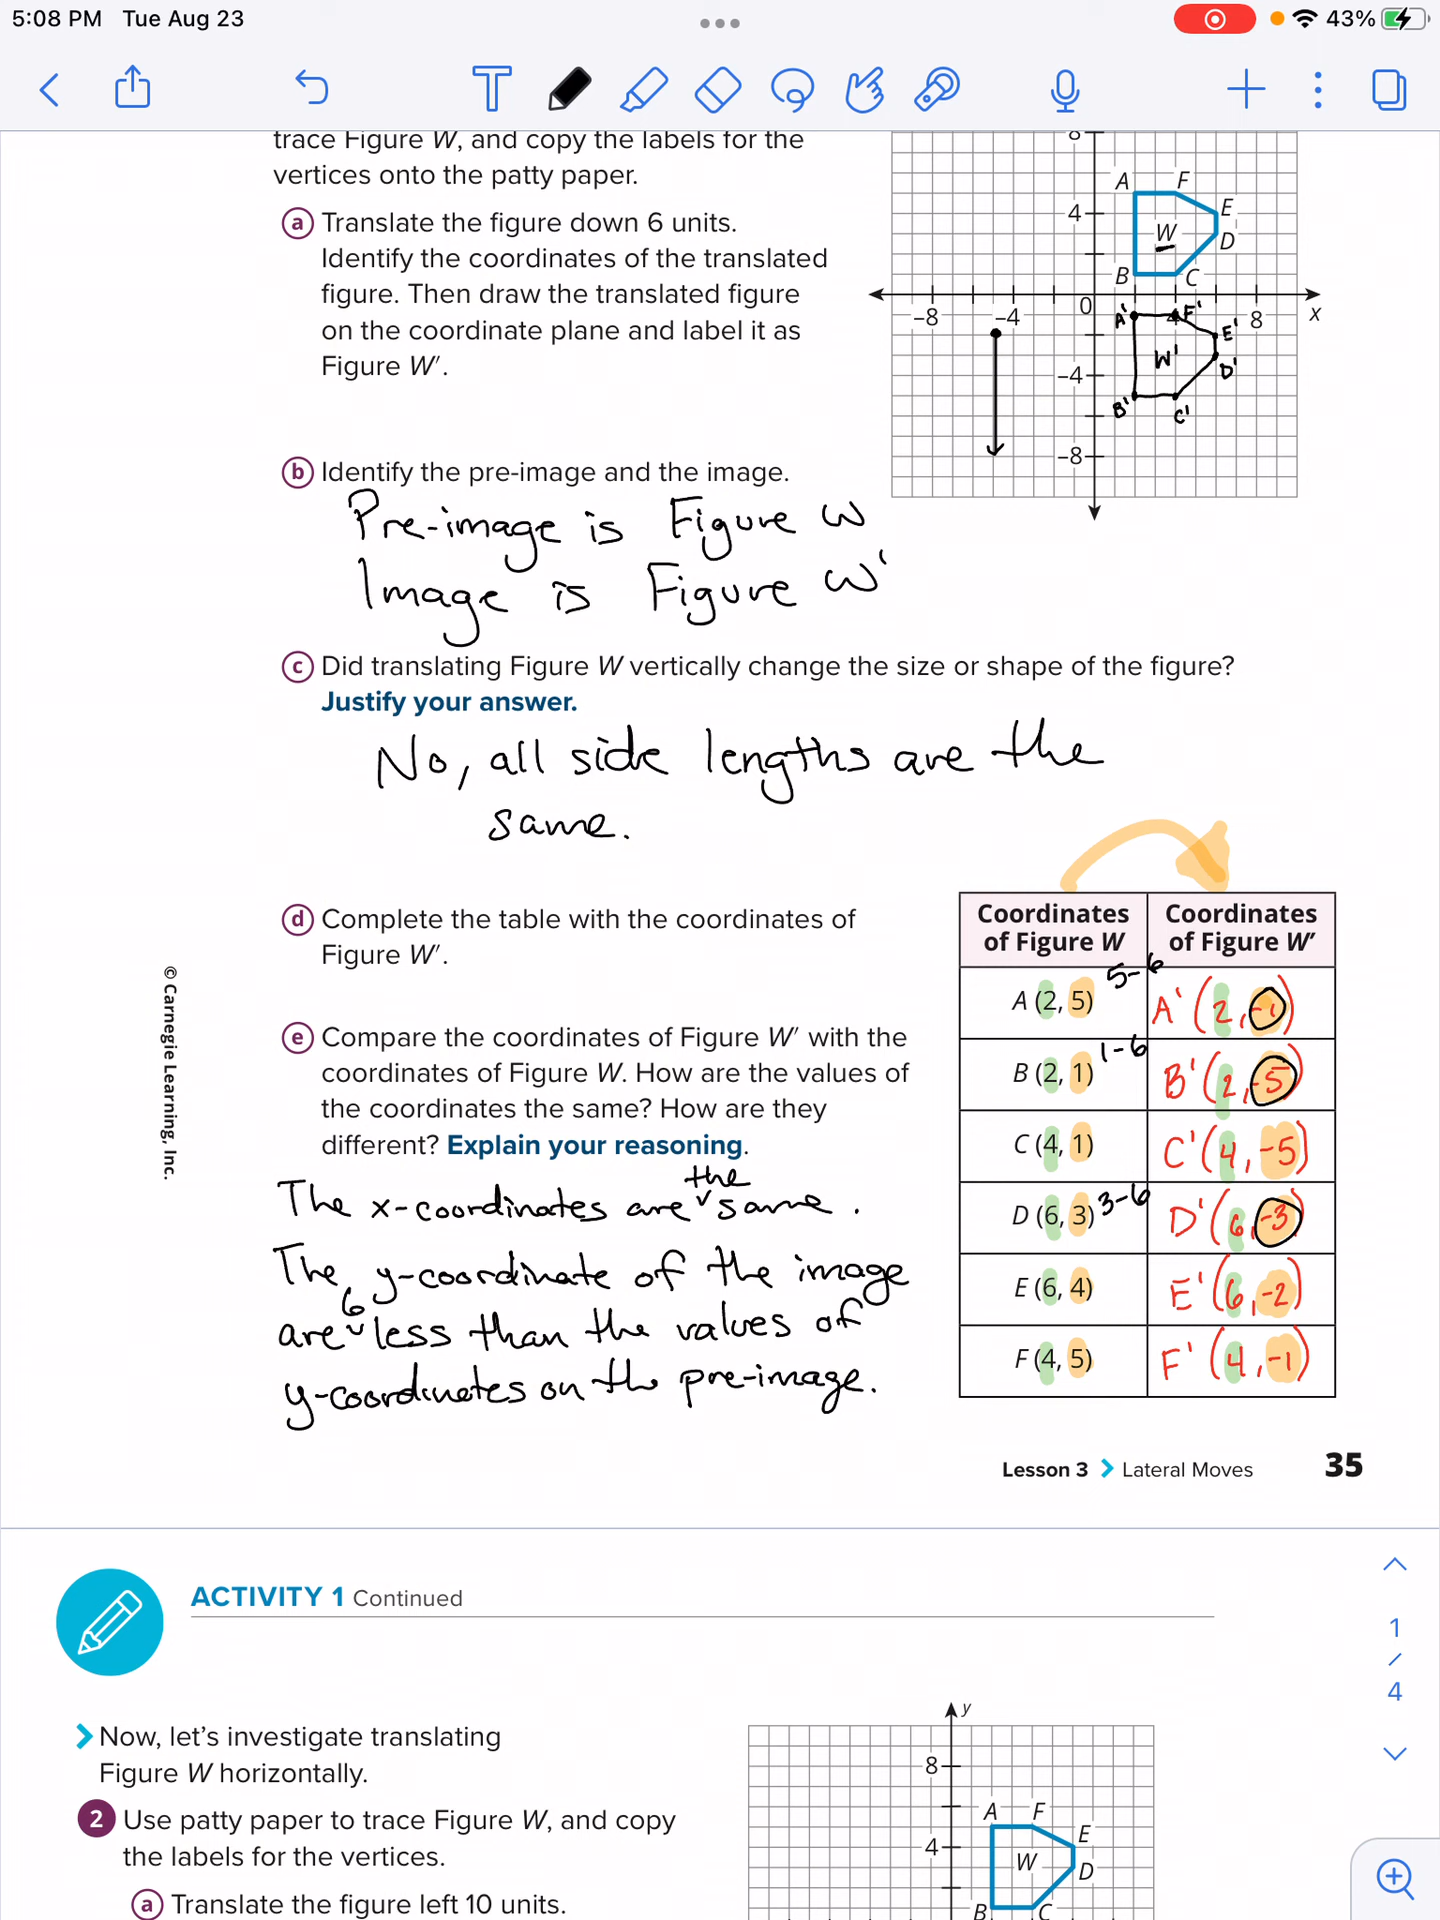 5:08 PM Tue Aug 23
43%
trace Figure W, and copy the labels for the
vertices onto the patty paper.
a Translate the figure down 6 units.
Identify the coordinates of the translated
figure. Then draw the translated figure
on the coordinate plane and label it as
Figure W′.
8
A F
4 E
W D
B C
-8 -4 0 4 8 x
A' F'
E'
W'
-4 D'
B' C'
-8
b Identify the pre-image and the image.
Pre-image is Figure W
Image is Figure W'
c Did translating Figure W vertically change the size or shape of the figure?
Justify your answer.
No, all side lengths are the
same.
d Complete the table with the coordinates of
Figure W′.
e Compare the coordinates of Figure W′ with the
coordinates of Figure W. How are the values of
the coordinates the same? How are they
different? Explain your reasoning.
The x-coordinates are the same.
The y-coordinate of the image
are 6 less than the values of
y-coordinates on the pre-image.
Coordinates of Figure W Coordinates of Figure W′
A (2, 5) 5-6 A' (2, -1)
B (2, 1) 1-6 B' (2, -5)
C (4, 1) C' (4, -5)
D (6, 3) 3-6 D' (6, -3)
E (6, 4) E' (6, -2)
F (4, 5) F' (4, -1)
© Carnegie Learning, Inc.
Lesson 3 > Lateral Moves 35
ACTIVITY 1 Continued
1
/
4
Now, let's investigate translating
Figure W horizontally.
2 Use patty paper to trace Figure W, and copy
the labels for the vertices.
a Translate the figure left 10 units.
y
8
A F
4 E
W D
B C